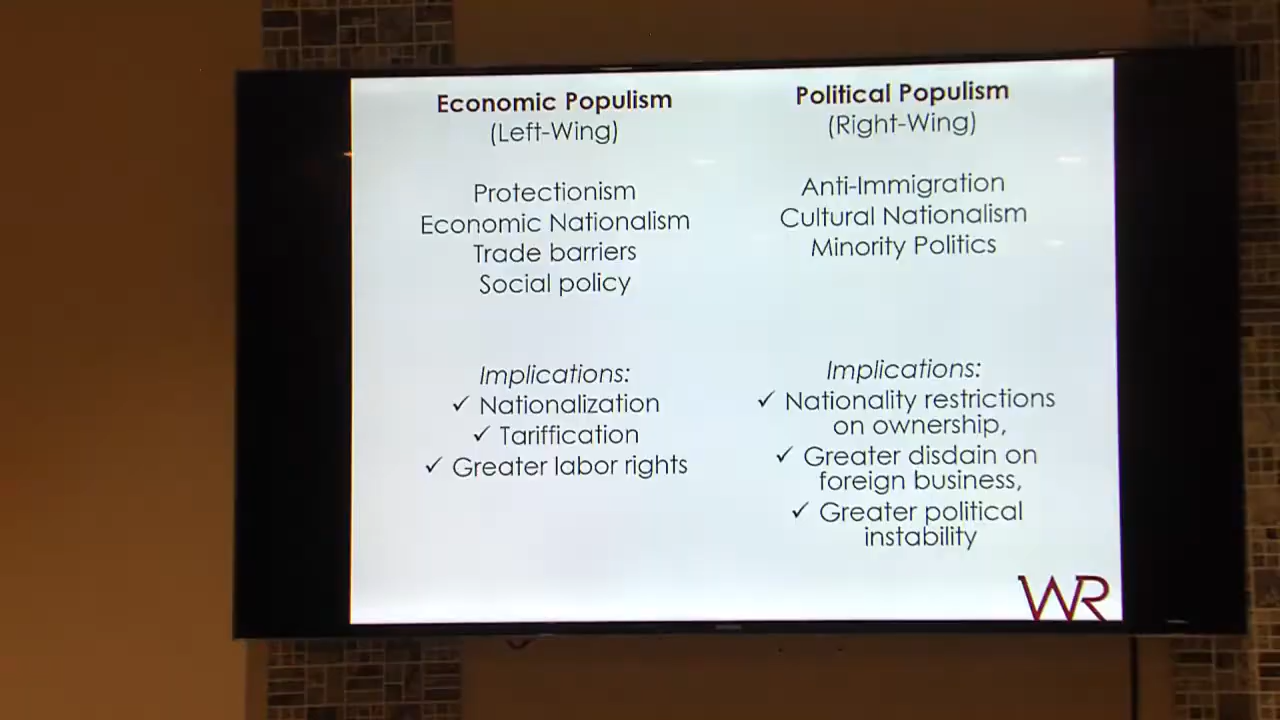 Economic Populism
(Left-Wing)
Protectionism
Economic Nationalism
Trade barriers
Social policy
Implications:
✓ Nationalization
✓ Tariffication
✓ Greater labor rights
Political Populism
(Right-Wing)
Anti-Immigration
Cultural Nationalism
Minority Politics
Implications:
✓ Nationality restrictions
on ownership,
✓ Greater disdain on
foreign business,
✓ Greater political
instability
WR